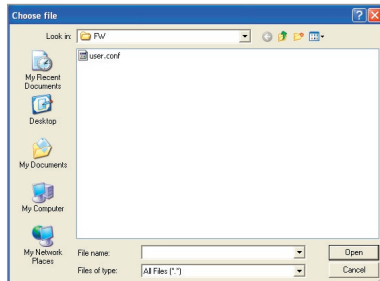 Choose file
Look in: FW
user.conf
My Recent
Documents
Desktop
My Documents
My Computer
My Network
Places
File name:
Open
Files of type: All Files (*.*)
Cancel